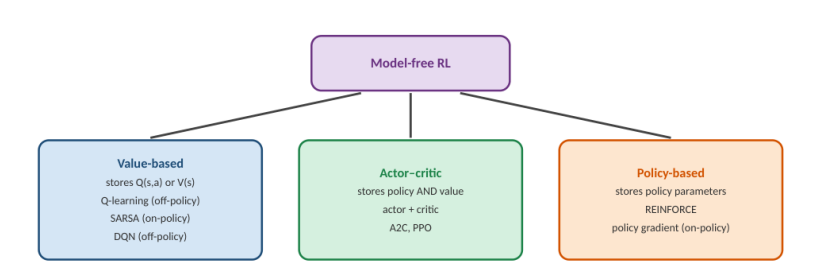 Model-free RL
Value-based
stores Q(s,a) or V(s)
Q-learning (off-policy)
SARSA (on-policy)
DQN (off-policy)
Actor–critic
stores policy AND value
actor + critic
A2C, PPO
Policy-based
stores policy parameters
REINFORCE
policy gradient (on-policy)